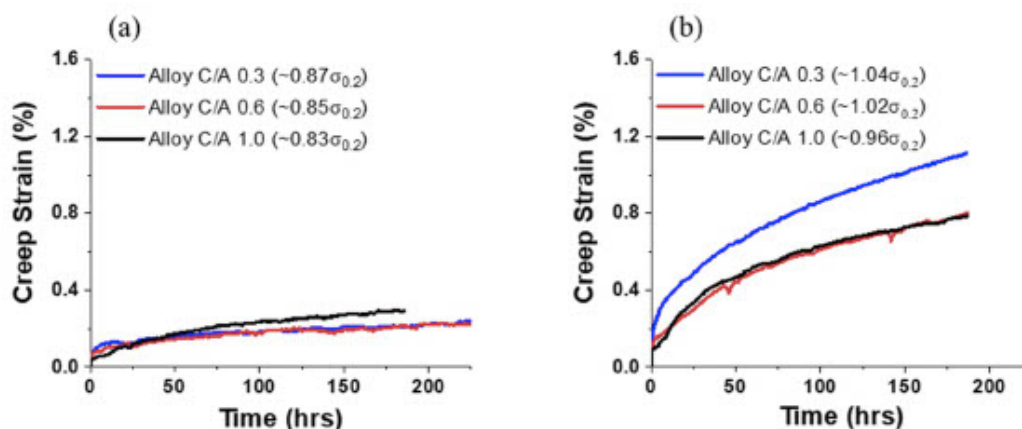 (a)
1.6
Alloy C/A 0.3 (~0.87σ0.2)
Alloy C/A 0.6 (~0.85σ0.2)
1.2
Alloy C/A 1.0 (~0.83σ0.2)
0.8
0.4
0.0
0 50 100 150 200
Creep Strain (%)
Time (hrs)
(b)
1.6
Alloy C/A 0.3 (~1.04σ0.2)
Alloy C/A 0.6 (~1.02σ0.2)
1.2
Alloy C/A 1.0 (~0.96σ0.2)
0.8
0.4
0.0
0 50 100 150 200
Creep Strain (%)
Time (hrs)